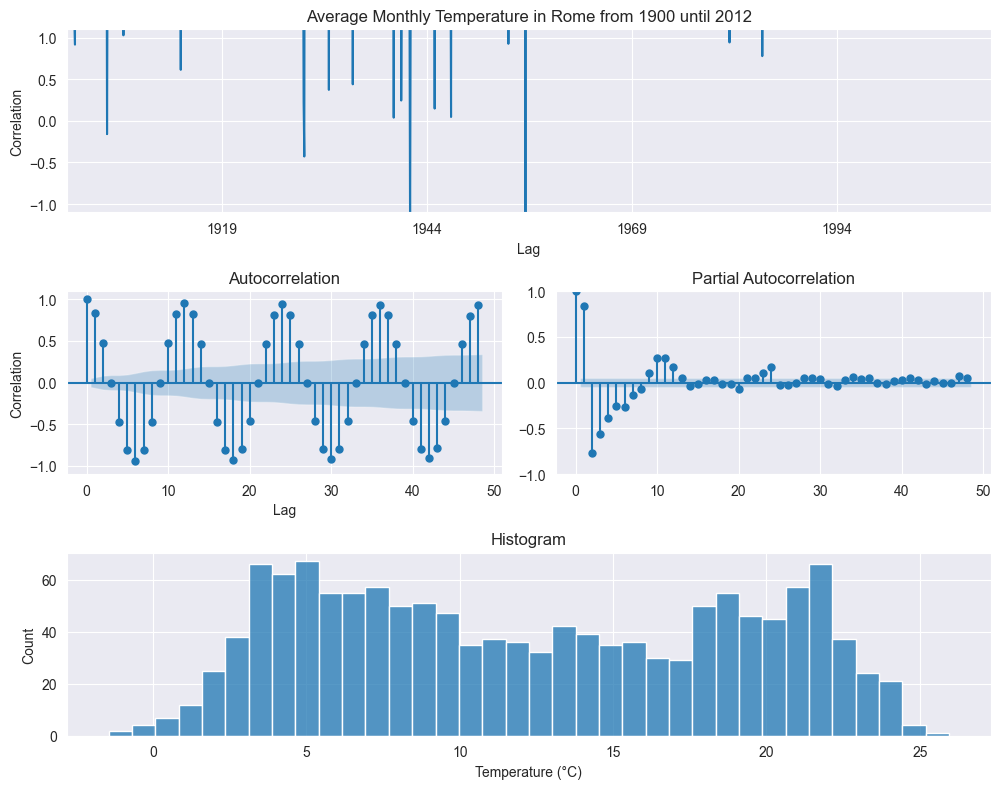 Average Monthly Temperature in Rome from 1900 until 2012
Correlation
1.0
0.5
0.0
−0.5
−1.0
1919 1944 1969 1994
Lag
Autocorrelation
Correlation
1.0
0.5
0.0
−0.5
−1.0
0 10 20 30 40 50
Lag
Partial Autocorrelation
1.0
0.5
0.0
−0.5
−1.0
0 10 20 30 40 50
Histogram
Count
60
40
20
0
0 5 10 15 20 25
Temperature (°C)